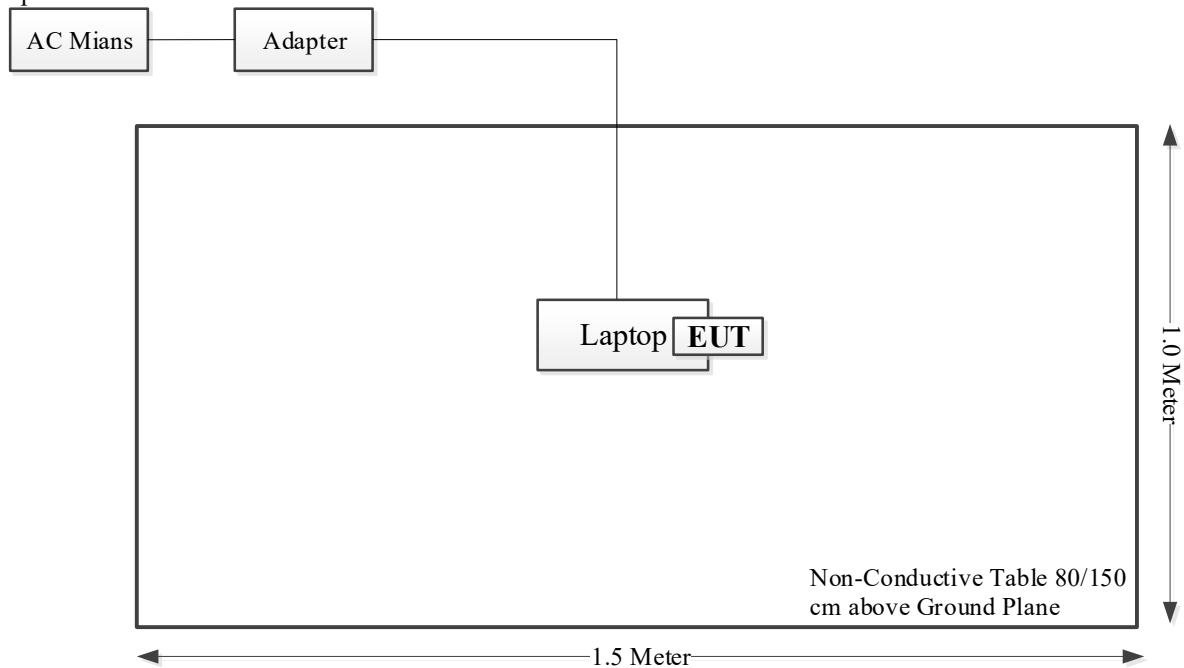 AC Mians
Adapter
Laptop
EUT
1.0 Meter
Non-Conductive Table 80/150
cm above Ground Plane
1.5 Meter